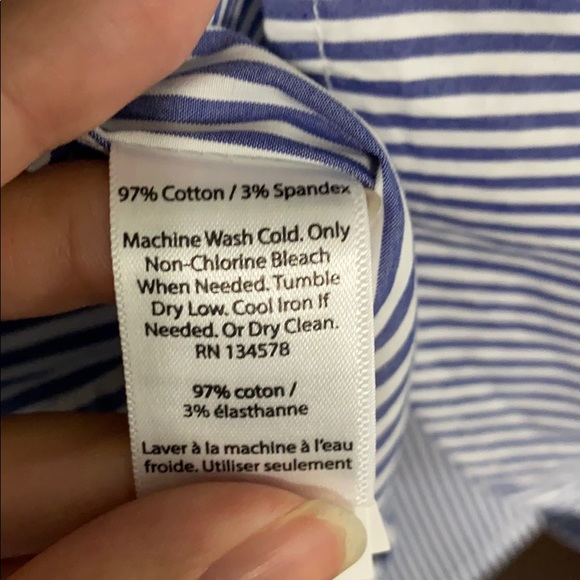 97% Cotton / 3% Spandex
Machine Wash Cold. Only
Non-Chlorine Bleach
When Needed. Tumble
Dry Low. Cool Iron If
Needed. Or Dry Clean.
RN 134578
97% coton /
3% élasthanne
Laver à la machine à l'eau
froide. Utiliser seulement